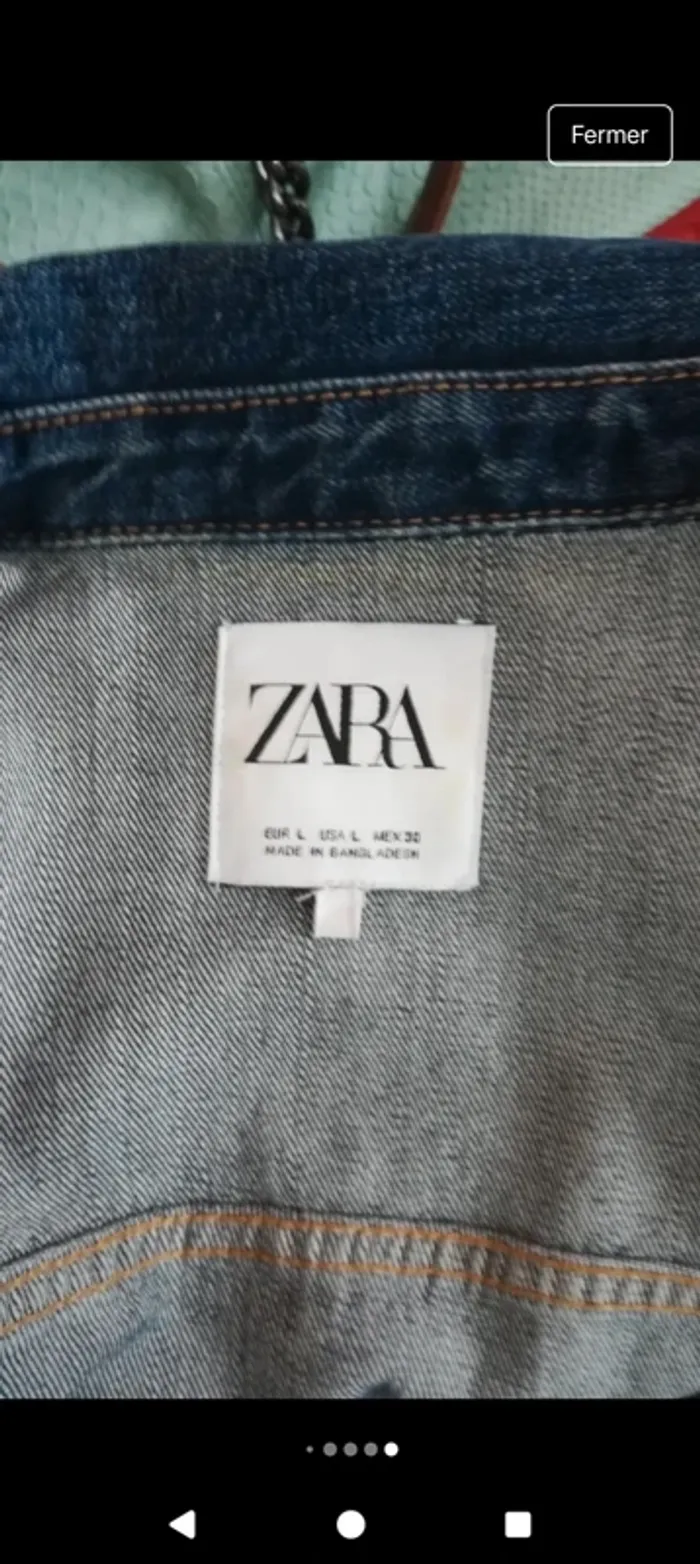 Fermer
ZARA
EUR L USA L MEX 30
MADE IN BANGLADESH